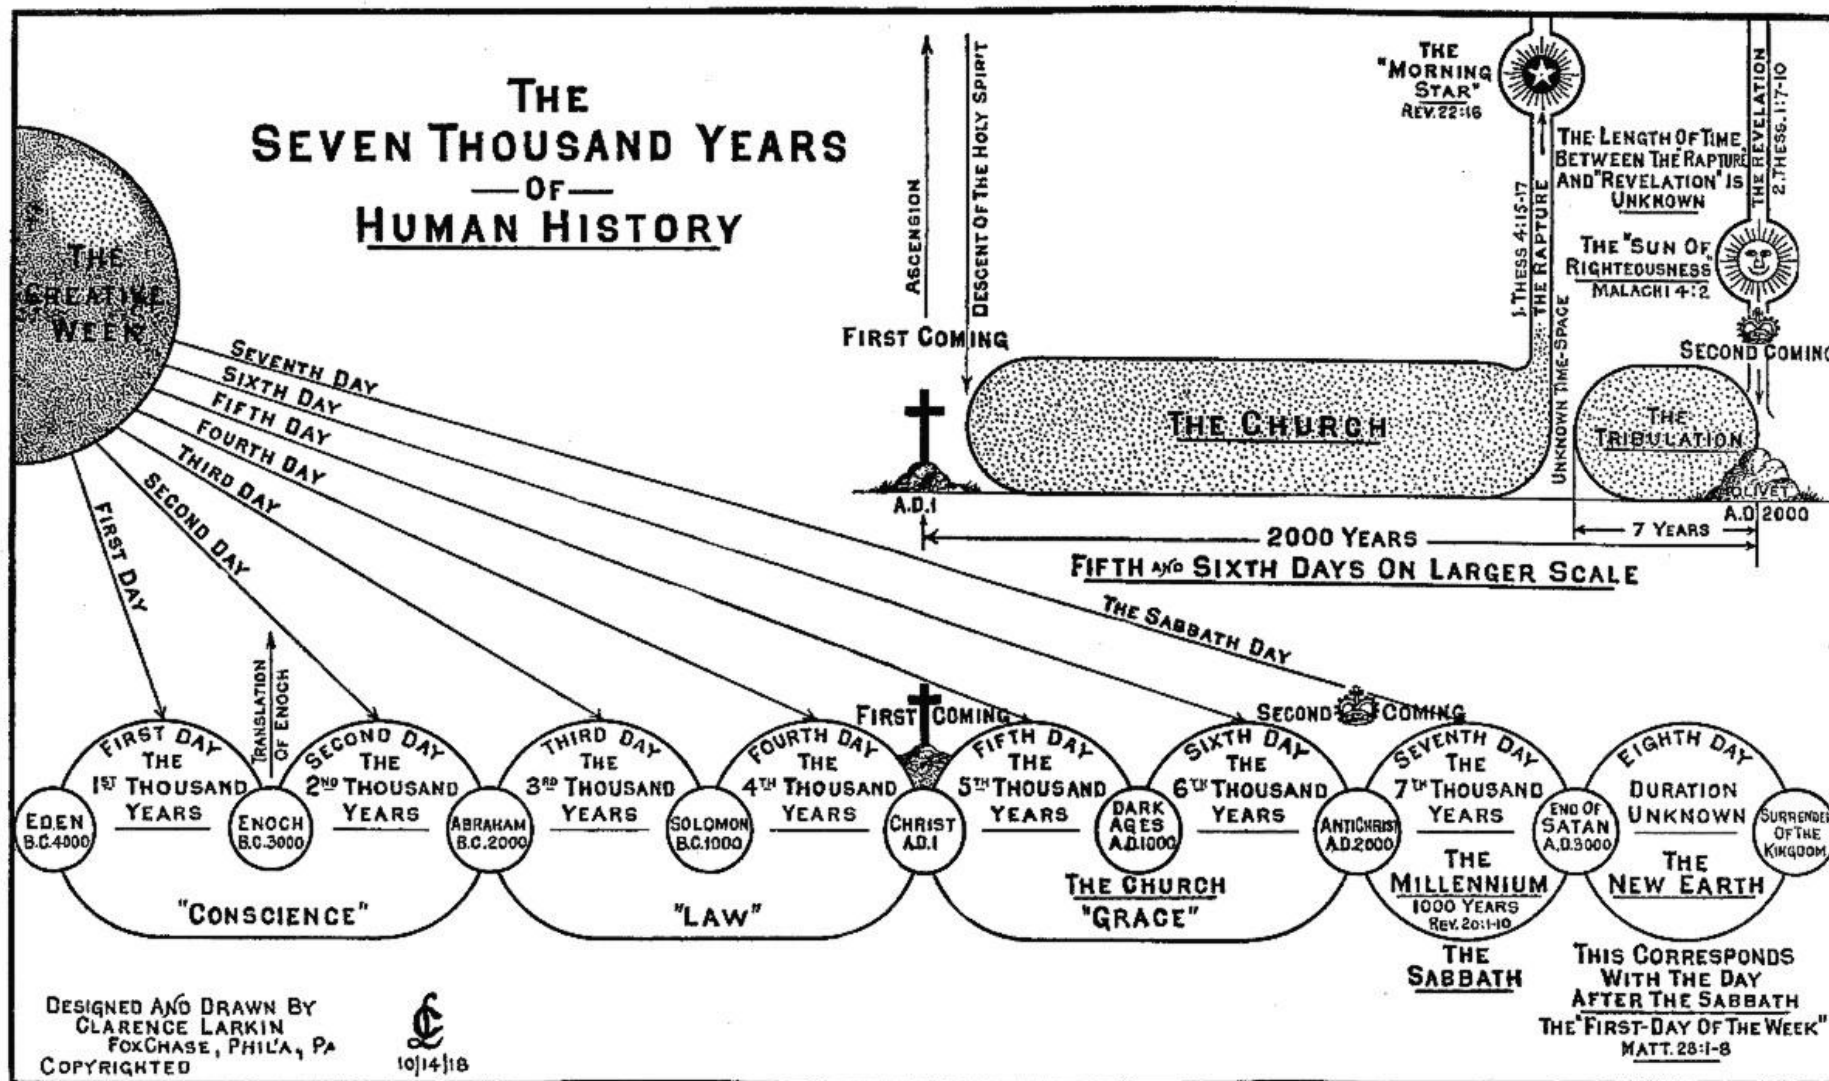 THE
SEVEN THOUSAND YEARS
OF
HUMAN HISTORY
THE
CREATIVE
WEEK
ASCENSION
DESCENT OF THE HOLY SPIRIT
FIRST COMING
A.D.1
THE CHURCH
THE
"MORNING
STAR"
REV. 22:16
1. THESS 4:15-17
THE RAPTURE
UNKNOWN TIME-SPACE
THE LENGTH OF TIME
BETWEEN THE "RAPTURE"
AND "REVELATION" IS
UNKNOWN
THE REVELATION
2. THESS. 1:7-10
THE "SUN OF
RIGHTEOUSNESS"
MALACHI 4:2
SECOND COMING
THE
TRIBULATION
OLIVET
A.D. 2000
7 YEARS
2000 YEARS
FIFTH AND SIXTH DAYS ON LARGER SCALE
SEVENTH DAY
SIXTH DAY
FIFTH DAY
FOURTH DAY
THIRD DAY
SECOND DAY
FIRST DAY
THE SABBATH DAY
TRANSLATION
OF ENOCH
FIRST COMING
SECOND COMING
FIRST DAY
THE
1ST THOUSAND
YEARS
SECOND DAY
THE
2ND THOUSAND
YEARS
THIRD DAY
THE
3RD THOUSAND
YEARS
FOURTH DAY
THE
4TH THOUSAND
YEARS
FIFTH DAY
THE
5TH THOUSAND
YEARS
SIXTH DAY
THE
6TH THOUSAND
YEARS
SEVENTH DAY
THE
7TH THOUSAND
YEARS
EIGHTH DAY
DURATION
UNKNOWN
EDEN
B.C.4000
ENOCH
B.C.3000
ABRAHAM
B.C.2000
SOLOMON
B.C.1000
CHRIST
A.D.1
DARK
AGES
A.D.1000
ANTICHRIST
A.D.2000
END OF
SATAN
A.D.3000
SURRENDER
OF THE
KINGDOM
"CONSCIENCE"
"LAW"
THE CHURCH
"GRACE"
THE
MILLENNIUM
1000 YEARS
REV. 20:1-10
THE
SABBATH
THE
NEW EARTH
THIS CORRESPONDS
WITH THE DAY
AFTER THE SABBATH
THE "FIRST-DAY OF THE WEEK"
MATT. 28:1-8
DESIGNED AND DRAWN BY
CLARENCE LARKIN
FOXCHASE, PHIL'A, PA
COPYRIGHTED
CL
10/14/18